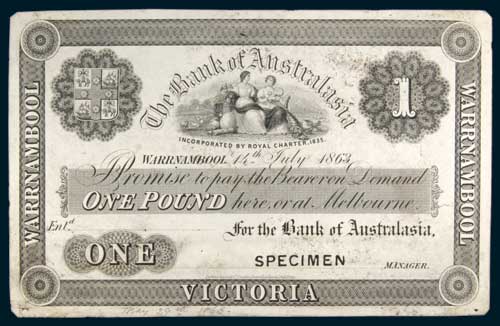 The Bank of Australasia
INCORPORATED BY ROYAL CHARTER, 1835.
1
WARRNAMBOOL
WARRNAMBOOL
WARRNAMBOOL 14th July 1863
I Promise to pay the Bearer on Demand
ONE POUND here, or at Melbourne.
Entd.
For the Bank of Australasia,
ONE
SPECIMEN
MANAGER.
VICTORIA